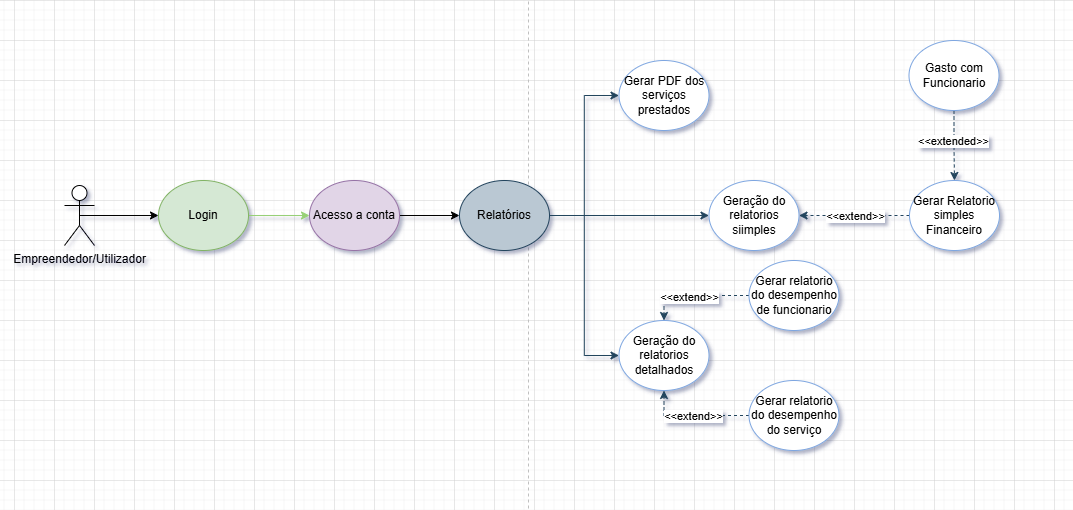 Gasto com
Funcionario
Gerar PDF dos
serviços
prestados
<<extended>>
Login
Acesso a conta
Relatórios
Geração do
relatorios
siimples
<<extend>>
Gerar Relatorio
simples
Financeiro
Empreendedor/Utilizador
Gerar relatorio
do desempenho
de funcionario
<<extend>>
Geração do
relatorios
detalhados
Gerar relatorio
do desempenho
do serviço
<<extend>>